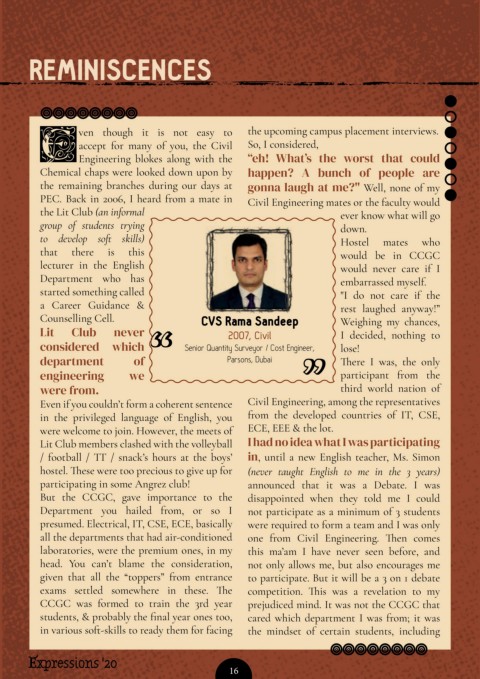 REMINISCENCES
Even though it is not easy to
accept for many of you, the Civil
Engineering blokes along with the
Chemical chaps were looked down upon by
the remaining branches during our days at
PEC. Back in 2006, I heard from a mate in
the Lit Club (an informal
group of students trying
to develop soft skills)
that there is this
lecturer in the English
Department who has
started something called
a Career Guidance &
Counselling Cell.
Lit Club never
considered which
department of
engineering we
were from.
Even if you couldn't form a coherent sentence
in the privileged language of English, you
were welcome to join. However, the meets of
Lit Club members clashed with the volleyball
/ football / TT / snack's hours at the boys'
hostel. These were too precious to give up for
participating in some Angrez club!
But the CCGC, gave importance to the
Department you hailed from, or so I
presumed. Electrical, IT, CSE, ECE, basically
all the departments that had air-conditioned
laboratories, were the premium ones, in my
head. You can't blame the consideration,
given that all the "toppers" from entrance
exams settled somewhere in these. The
CCGC was formed to train the 3rd year
students, & probably the final year ones too,
in various soft-skills to ready them for facing
CVS Rama Sandeep
2007, Civil
Senior Quantity Surveyor / Cost Engineer,
Parsons, Dubai
the upcoming campus placement interviews.
So, I considered,
"eh! What's the worst that could
happen? A bunch of people are
gonna laugh at me?" Well, none of my
Civil Engineering mates or the faculty would
ever know what will go
down.
Hostel mates who
would be in CCGC
would never care if I
embarrassed myself.
"I do not care if the
rest laughed anyway!"
Weighing my chances,
I decided, nothing to
lose!
There I was, the only
participant from the
third world nation of
Civil Engineering, among the representatives
from the developed countries of IT, CSE,
ECE, EEE & the lot.
I had no idea what I was participating
in, until a new English teacher, Ms. Simon
(never taught English to me in the 3 years)
announced that it was a Debate. I was
disappointed when they told me I could
not participate as a minimum of 3 students
were required to form a team and I was only
one from Civil Engineering. Then comes
this ma'am I have never seen before, and
not only allows me, but also encourages me
to participate. But it will be a 3 on 1 debate
competition. This was a revelation to my
prejudiced mind. It was not the CCGC that
cared which department I was from; it was
the mindset of certain students, including
Expressions '20
16